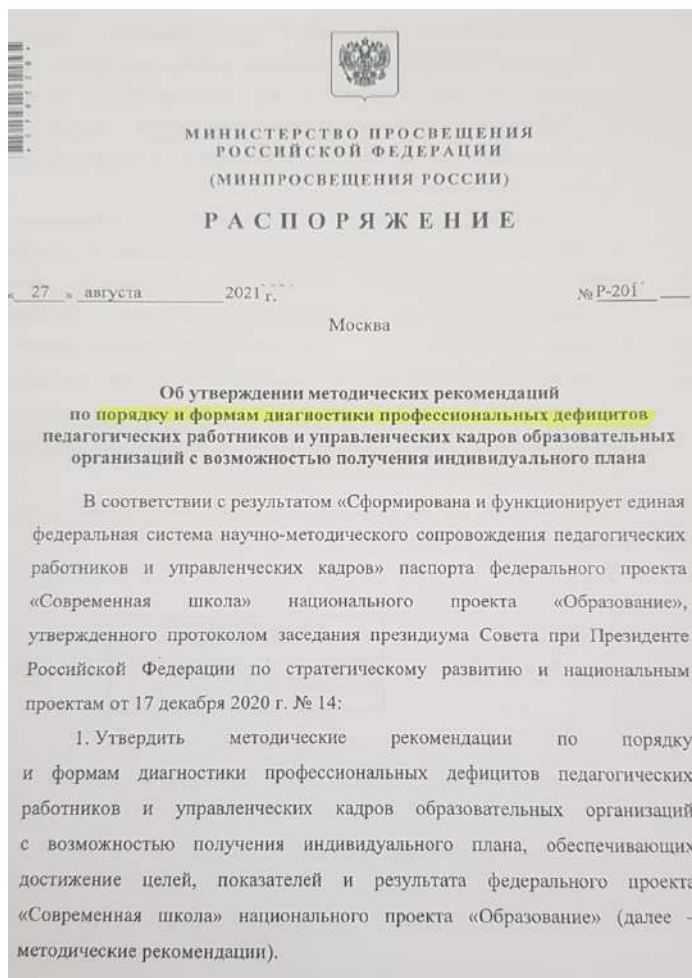 МИНИСТЕРСТВО ПРОСВЕЩЕНИЯ
РОССИЙСКОЙ ФЕДЕРАЦИИ
(МИНПРОСВЕЩЕНИЯ РОССИИ)
РАСПОРЯЖЕНИЕ
« 27 » августа 2021 г. № Р-201
Москва
Об утверждении методических рекомендаций
по порядку и формам диагностики профессиональных дефицитов
педагогических работников и управленческих кадров образовательных
организаций с возможностью получения индивидуального плана
В соответствии с результатом «Сформирована и функционирует единая
федеральная система научно-методического сопровождения педагогических
работников и управленческих кадров» паспорта федерального проекта
«Современная школа» национального проекта «Образование»,
утвержденного протоколом заседания президиума Совета при Президенте
Российской Федерации по стратегическому развитию и национальным
проектам от 17 декабря 2020 г. № 14:
1. Утвердить методические рекомендации по порядку
и формам диагностики профессиональных дефицитов педагогических
работников и управленческих кадров образовательных организаций
с возможностью получения индивидуального плана, обеспечивающих
достижение целей, показателей и результата федерального проекта
«Современная школа» национального проекта «Образование» (далее -
методические рекомендации).